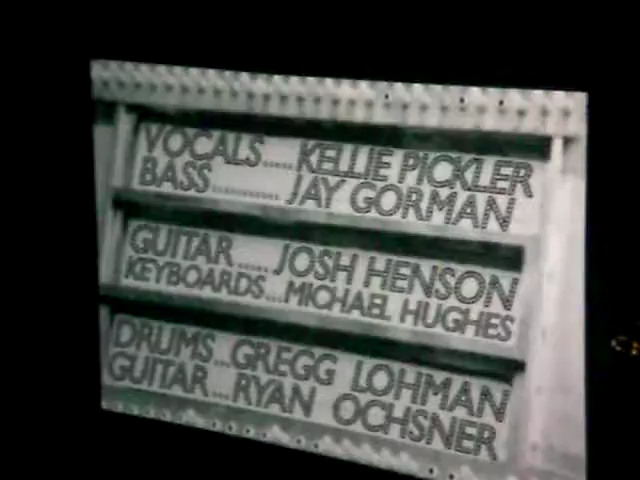 VOCALS..... KELLIE PICKLER
BASS........... JAY GORMAN
GUITAR..... JOSH HENSON
KEYBOARDS... MICHAEL HUGHES
DRUMS... GREGG LOHMAN
GUITAR... RYAN OCHSNER